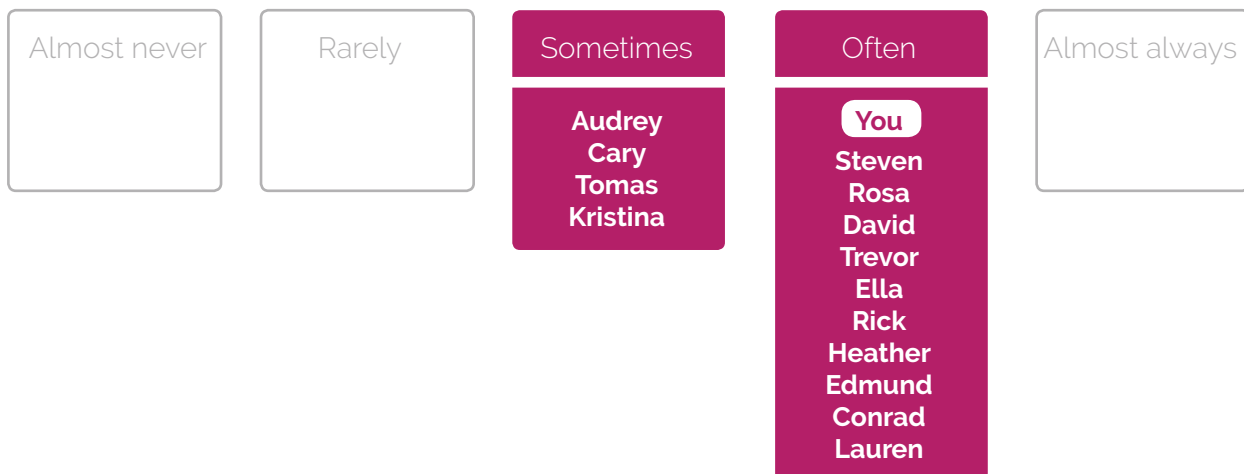 Almost never
Rarely
Sometimes
Audrey
Cary
Tomas
Kristina
Often
You
Steven
Rosa
David
Trevor
Ella
Rick
Heather
Edmund
Conrad
Lauren
Almost always